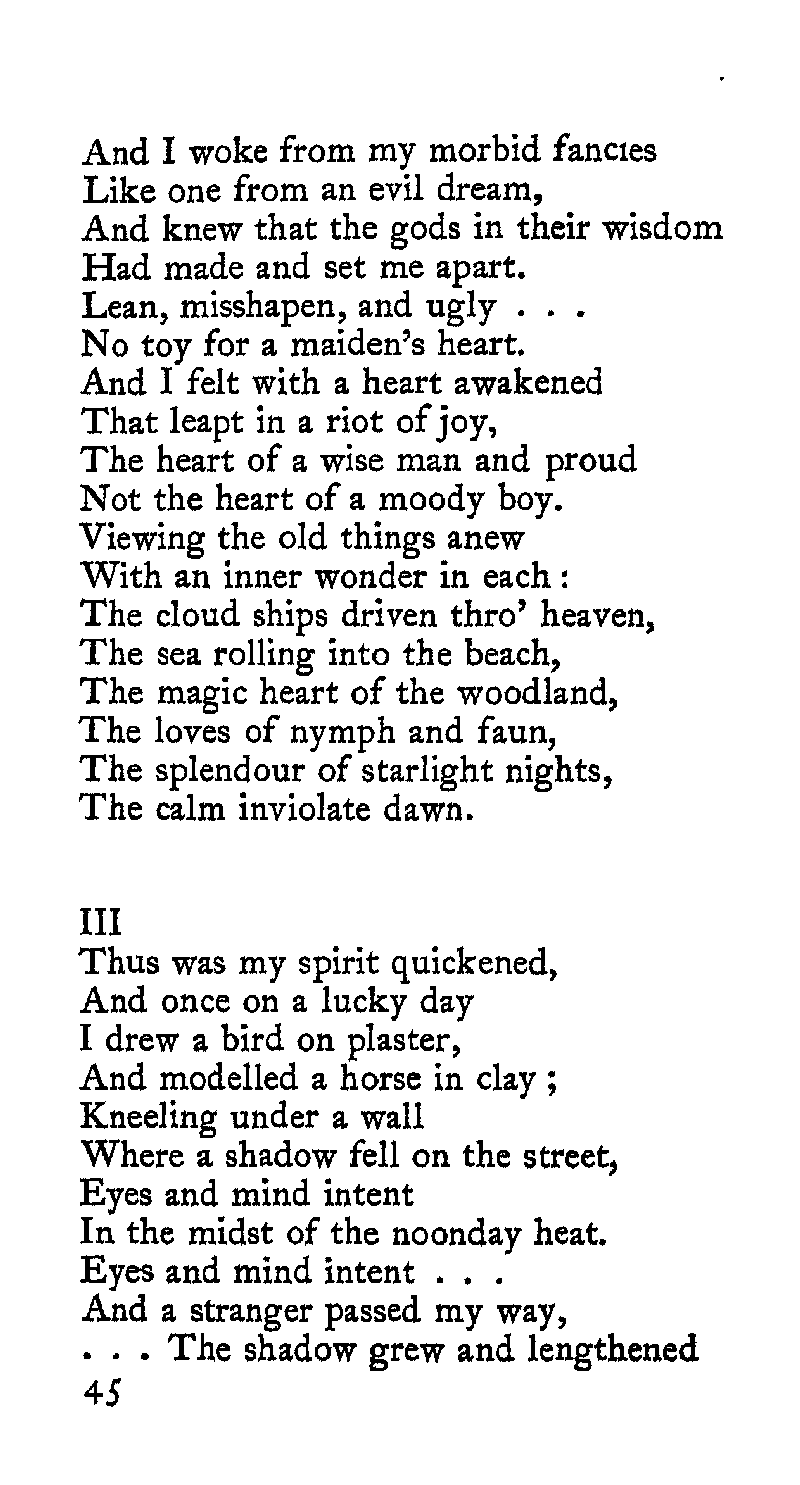 And I woke from my morbid fancies
Like one from an evil dream,
And knew that the gods in their wisdom
Had made and set me apart.
Lean, misshapen, and ugly . . .
No toy for a maiden's heart.
And I felt with a heart awakened
That leapt in a riot of joy,
The heart of a wise man and proud
Not the heart of a moody boy.
Viewing the old things anew
With an inner wonder in each :
The cloud ships driven thro' heaven,
The sea rolling into the beach,
The magic heart of the woodland,
The loves of nymph and faun,
The splendour of starlight nights,
The calm inviolate dawn.
III
Thus was my spirit quickened,
And once on a lucky day
I drew a bird on plaster,
And modelled a horse in clay ;
Kneeling under a wall
Where a shadow fell on the street,
Eyes and mind intent
In the midst of the noonday heat.
Eyes and mind intent . . .
And a stranger passed my way,
. . . The shadow grew and lengthened
45